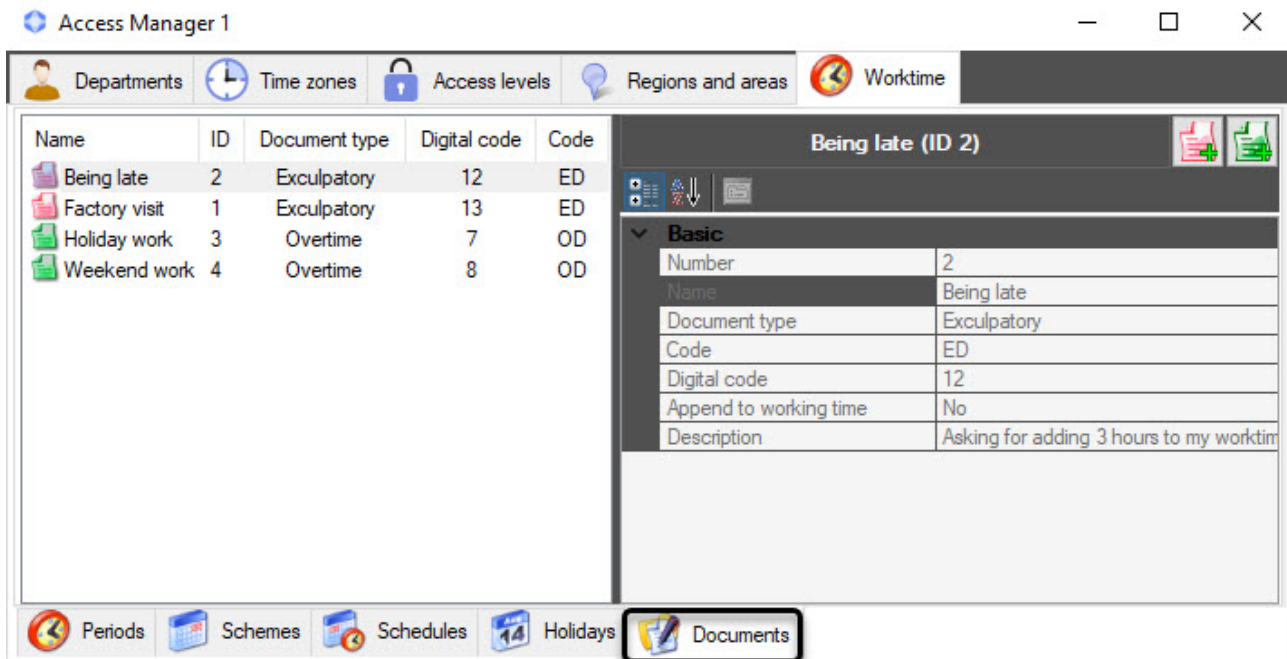 Access Manager 1
Departments Time zones Access levels Regions and areas Worktime
Name ID Document type Digital code Code
Being late 2 Exculpatory 12 ED
Factory visit 1 Exculpatory 13 ED
Holiday work 3 Overtime 7 OD
Weekend work 4 Overtime 8 OD
Being late (ID 2)
Basic
Number 2
Name Being late
Document type Exculpatory
Code ED
Digital code 12
Append to working time No
Description Asking for adding 3 hours to my worktim
Periods Schemes Schedules 14 Holidays Documents